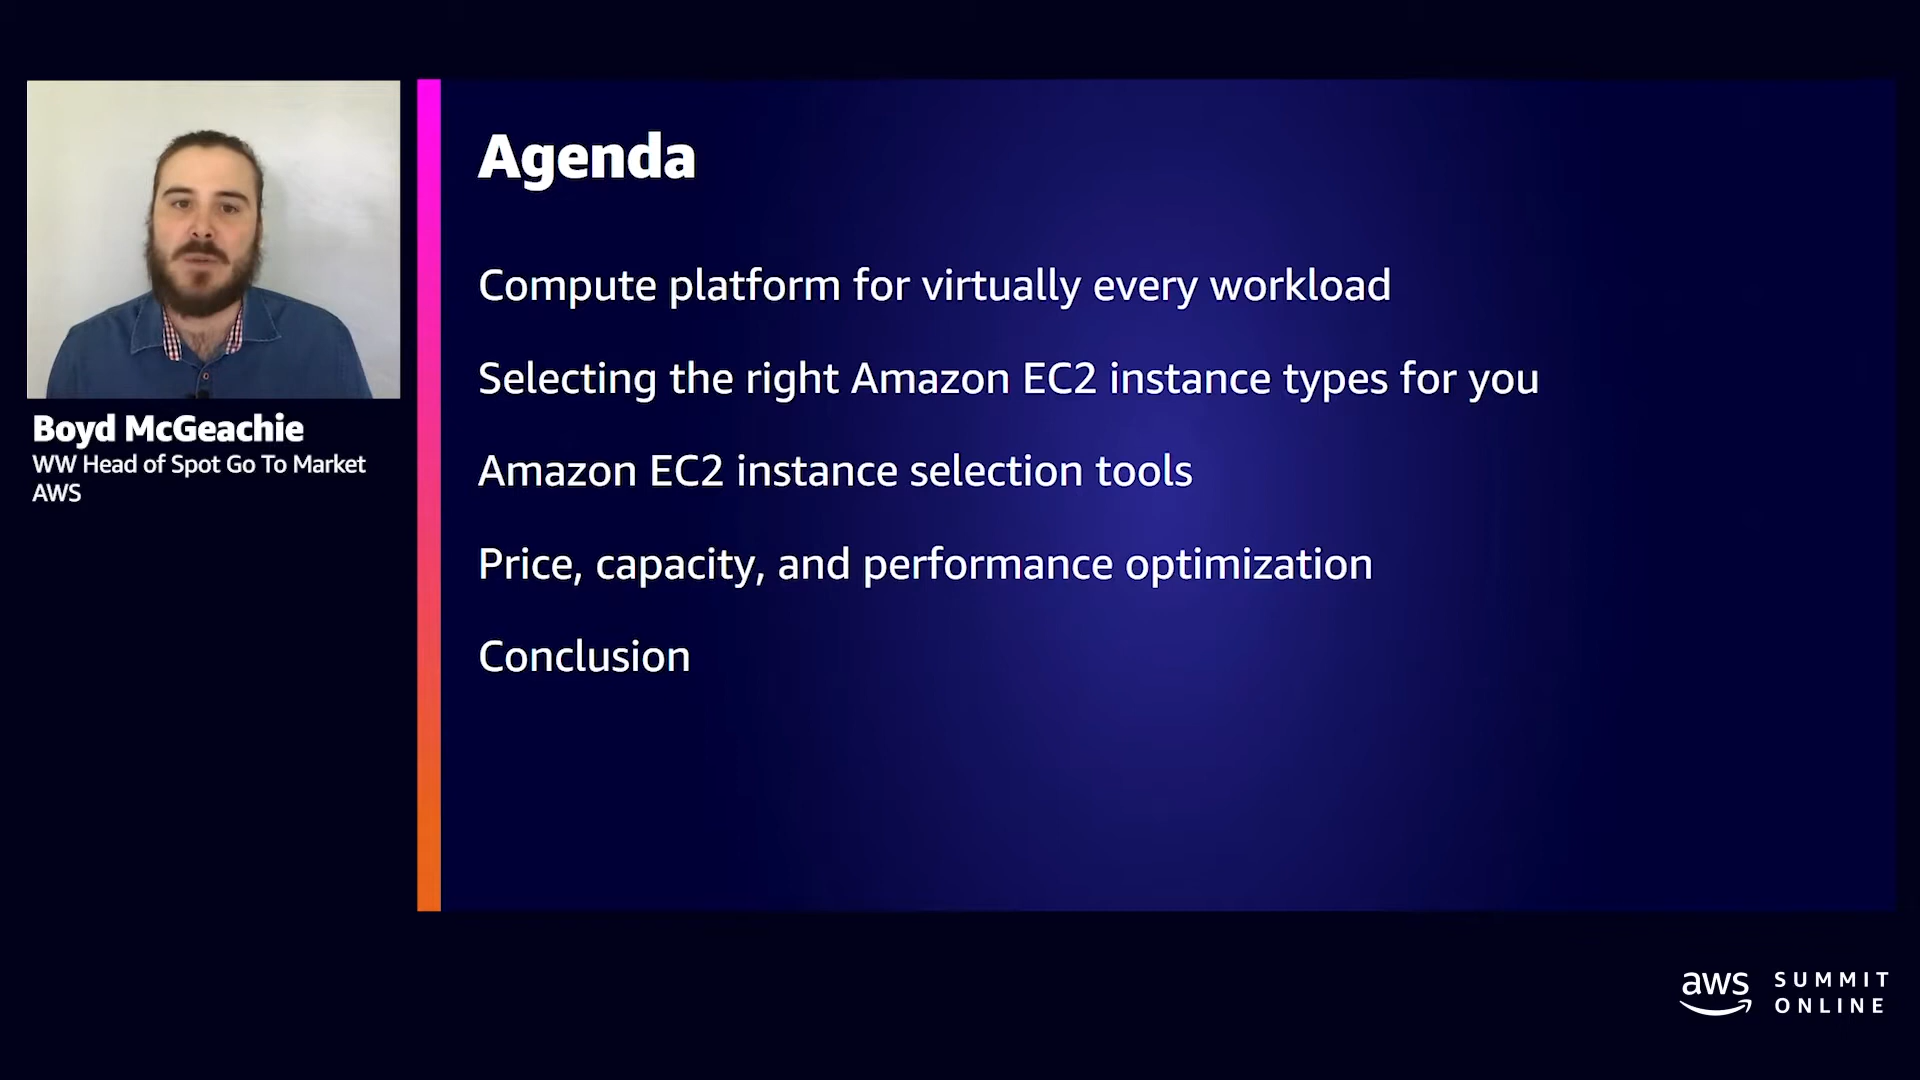 Boyd McGeachie
WW Head of Spot Go To Market
AWS
Agenda
Compute platform for virtually every workload
Selecting the right Amazon EC2 instance types for you
Amazon EC2 instance selection tools
Price, capacity, and performance optimization
Conclusion
aws SUMMIT
ONLINE